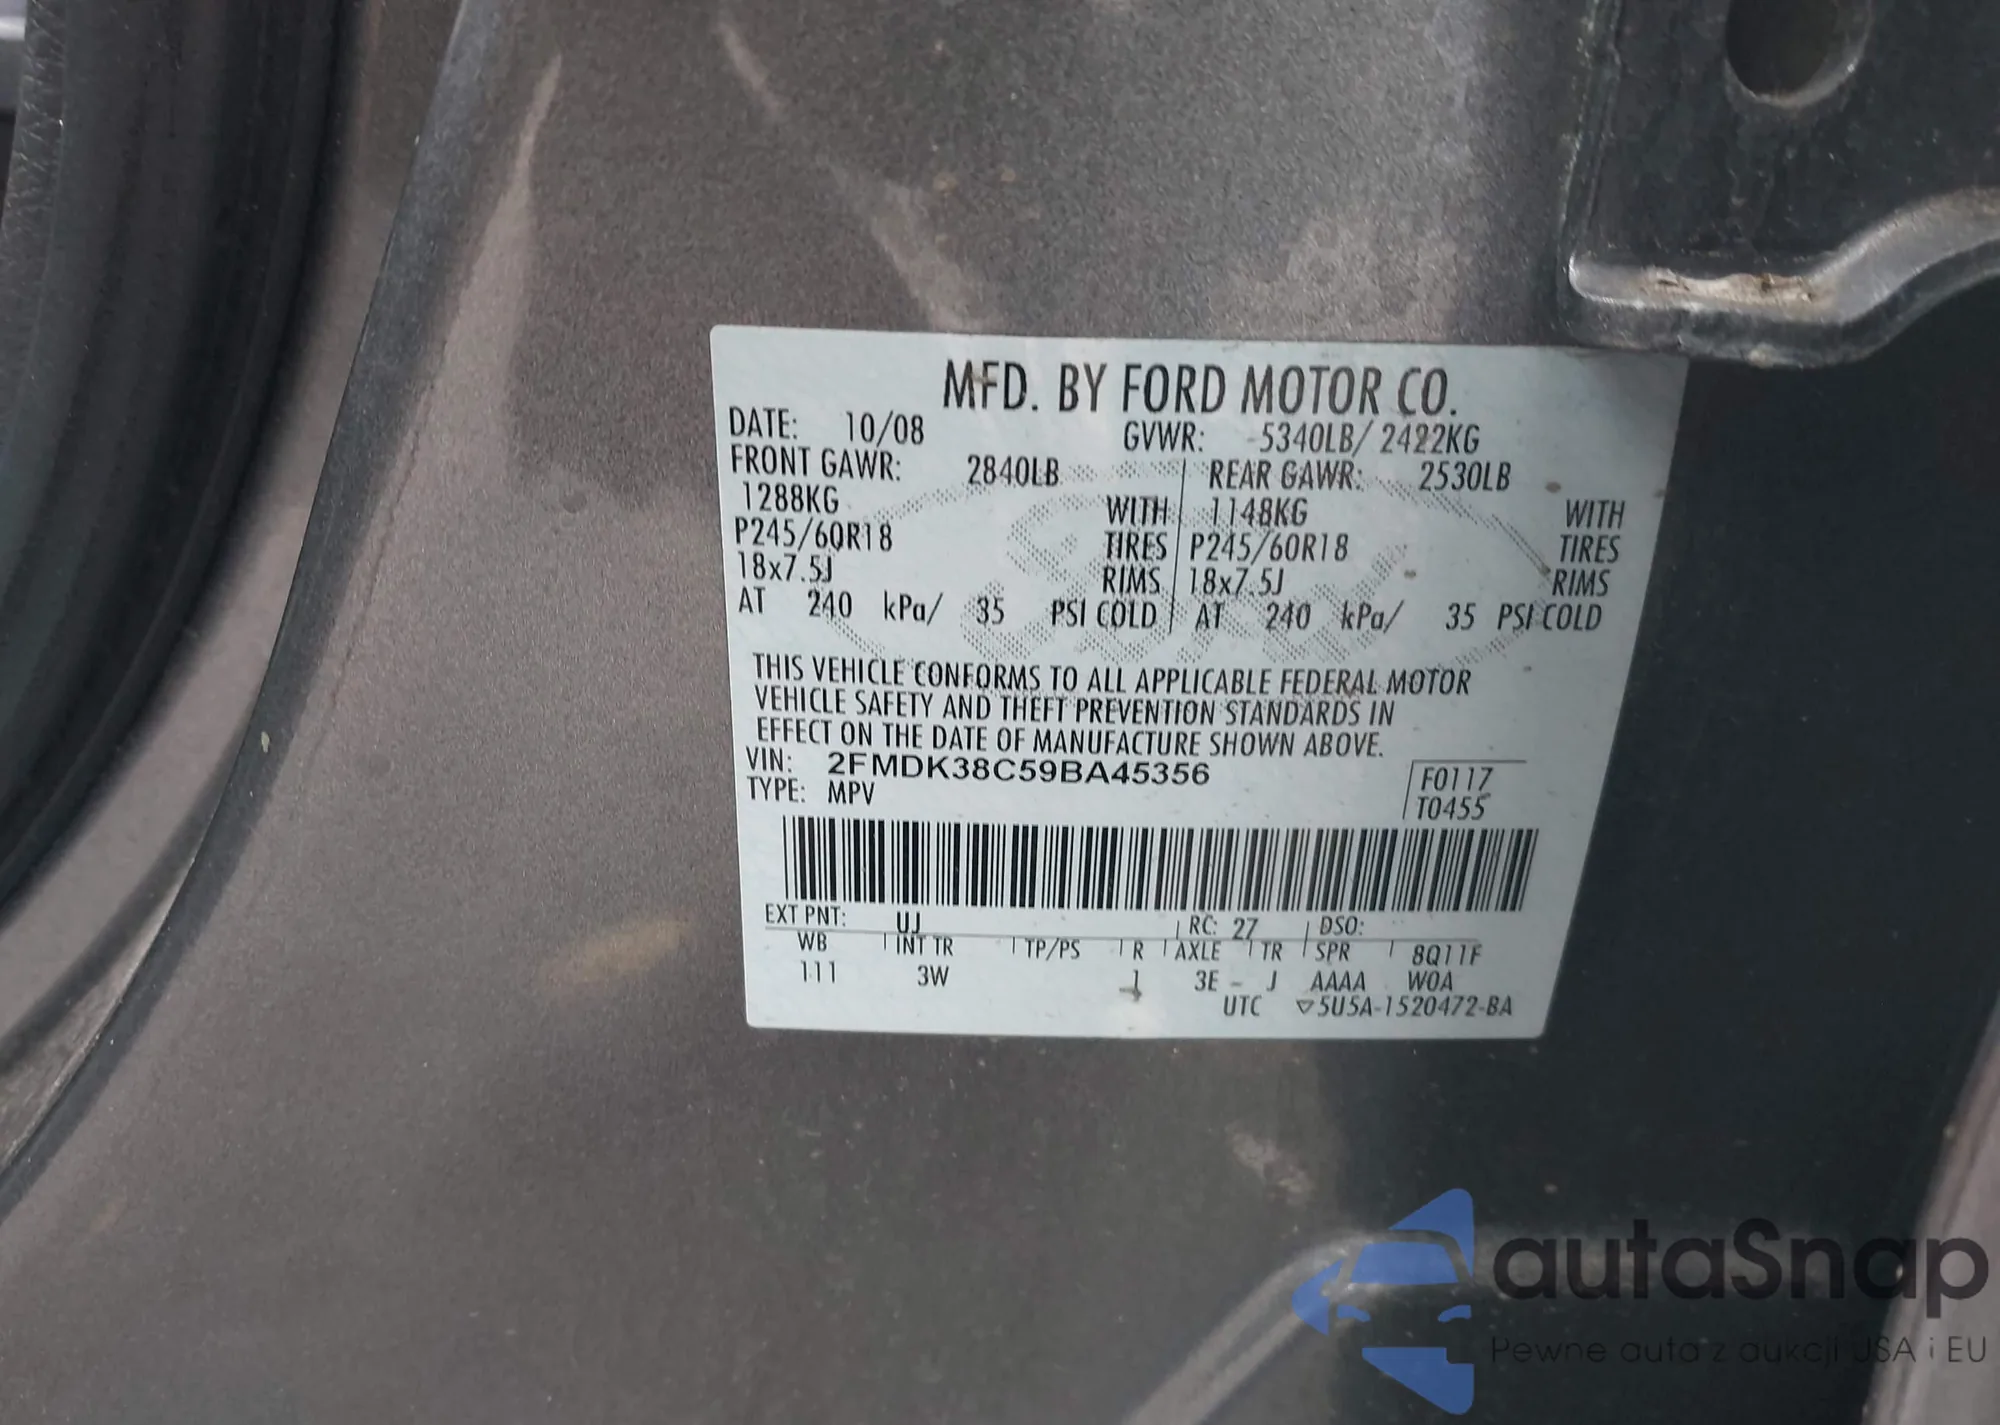 MFD. BY FORD MOTOR CO.
DATE: 10/08 GVWR: 5340LB/ 2422KG
FRONT GAWR: 2840LB REAR GAWR: 2530LB
1288KG WITH 1148KG WITH
P245/60R18 TIRES P245/60R18 TIRES
18x7.5J RIMS 18x7.5J RIMS
AT 240 kPa/ 35 PSI COLD AT 240 kPa/ 35 PSI COLD
THIS VEHICLE CONFORMS TO ALL APPLICABLE FEDERAL MOTOR
VEHICLE SAFETY AND THEFT PREVENTION STANDARDS IN
EFFECT ON THE DATE OF MANUFACTURE SHOWN ABOVE.
VIN: 2FMDK38C59BA45356 F0117
TYPE: MPV T0455
EXT PNT: UJ RC: 27 DSO:
WB INT TR TP/PS R AXLE TR SPR 8Q11F
111 3W 1 3E - J AAAA WOA
UTC ▽5U5A-1520472-BA
autaSnap
Pewne auta z aukcji USA i EU